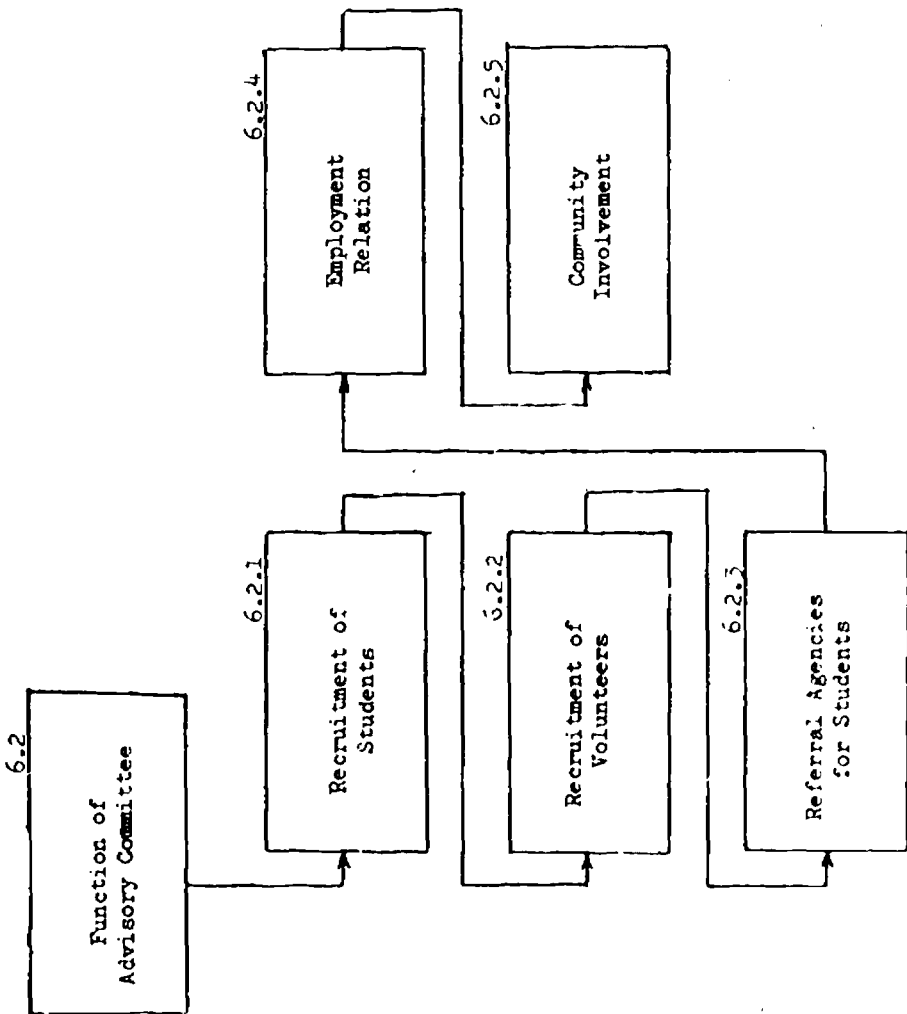 6.2
Function of
Advisory Committee
6.2.1
Recruitment of
Students
6.2.2
Recruitment of
Volunteers
6.2.3
Referral Agencies
for Students
6.2.4
Employment
Relation
6.2.5
Community
Involvement